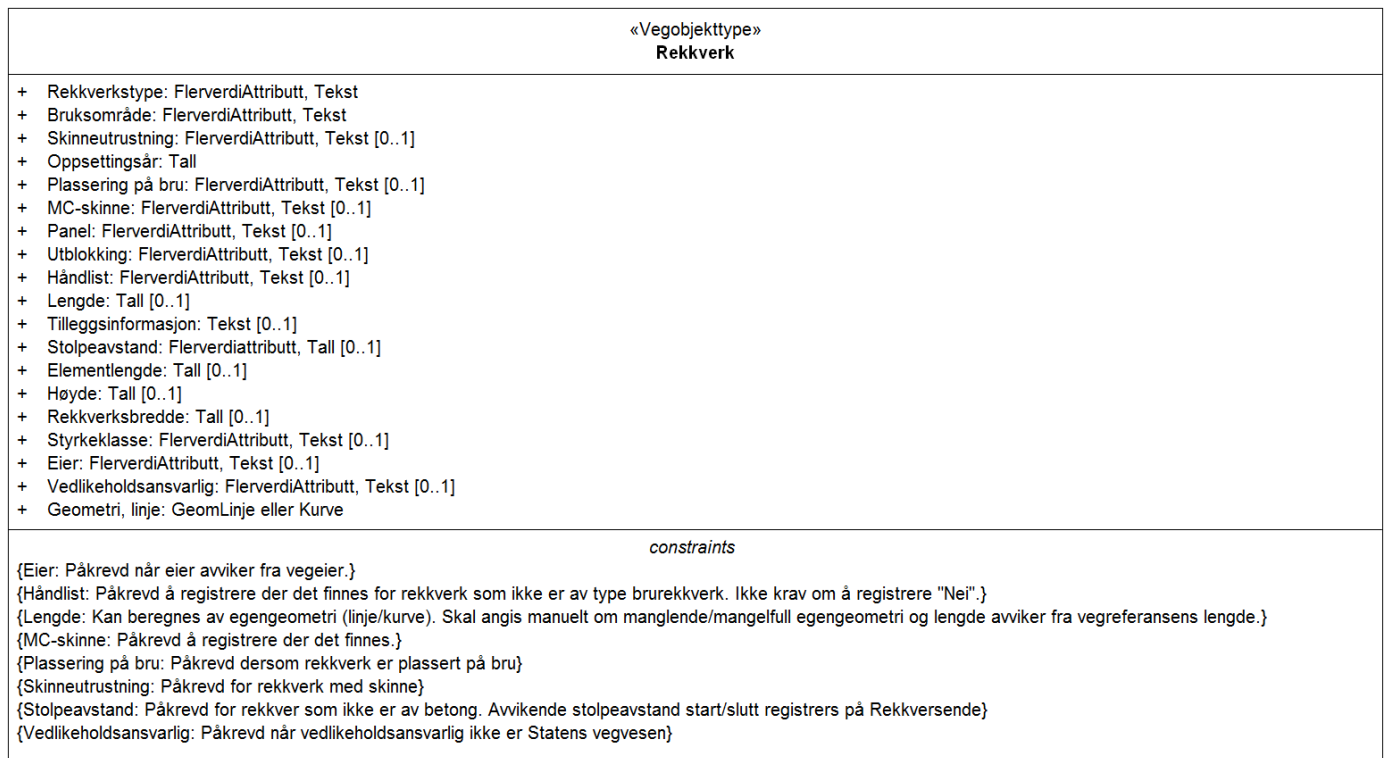 «Vegobjekttype»
Rekkverk
+ Rekkverkstype: FlerverdiAttributt, Tekst
+ Bruksområde: FlerverdiAttributt, Tekst
+ Skinneutrustning: FlerverdiAttributt, Tekst [0..1]
+ Oppsettingsår: Tall
+ Plassering på bru: FlerverdiAttributt, Tekst [0..1]
+ MC-skinne: FlerverdiAttributt, Tekst [0..1]
+ Panel: FlerverdiAttributt, Tekst [0..1]
+ Utblokking: FlerverdiAttributt, Tekst [0..1]
+ Håndlist: FlerverdiAttributt, Tekst [0..1]
+ Lengde: Tall [0..1]
+ Tilleggsinformasjon: Tekst [0..1]
+ Stolpeavstand: Flerverdiattributt, Tall [0..1]
+ Elementlengde: Tall [0..1]
+ Høyde: Tall [0..1]
+ Rekkverksbredde: Tall [0..1]
+ Styrkeklasse: FlerverdiAttributt, Tekst [0..1]
+ Eier: FlerverdiAttributt, Tekst [0..1]
+ Vedlikeholdsansvarlig: FlerverdiAttributt, Tekst [0..1]
+ Geometri, linje: GeomLinje eller Kurve
constraints
{Eier: Påkrevd når eier avviker fra vegeier.}
{Håndlist: Påkrevd å registrere der det finnes for rekkverk som ikke er av type brurekkverk. Ikke krav om å registrere "Nei".}
{Lengde: Kan beregnes av egengeometri (linje/kurve). Skal angis manuelt om manglende/mangelfull egengeometri og lengde avviker fra vegreferansens lengde.}
{MC-skinne: Påkrevd å registrere der det finnes.}
{Plassering på bru: Påkrevd dersom rekkverk er plassert på bru}
{Skinneutrustning: Påkrevd for rekkverk med skinne}
{Stolpeavstand: Påkrevd for rekkver som ikke er av betong. Avvikende stolpeavstand start/slutt registrers på Rekkversende}
{Vedlikeholdsansvarlig: Påkrevd når vedlikeholdsansvarlig ikke er Statens vegvesen}